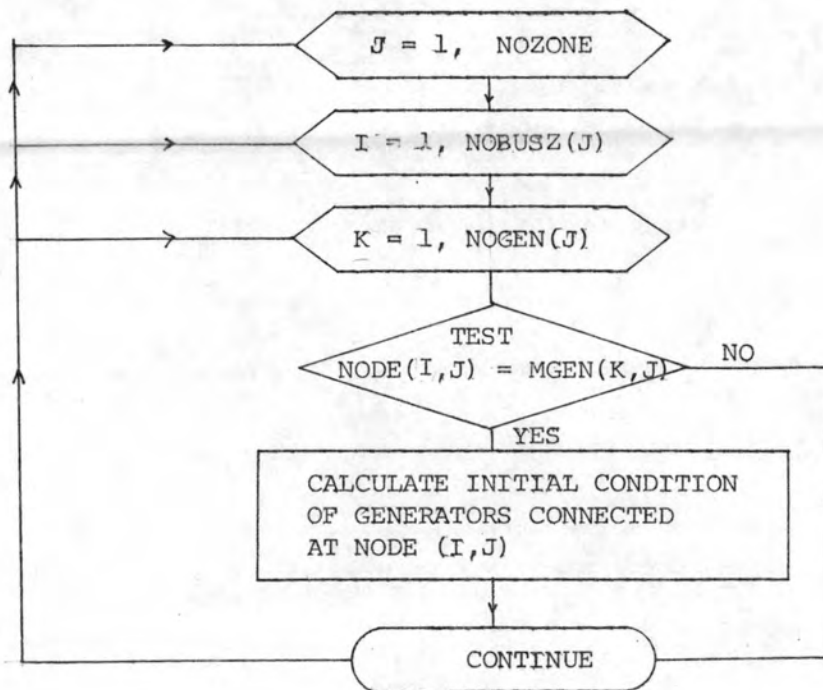 J = 1, NOZONE
I = 1, NOBUSZ(J)
K = 1, NOGEN(J)
TEST
NODE(I,J) = MGEN(K,J)
NO
YES
CALCULATE INITIAL CONDITION
OF GENERATORS CONNECTED
AT NODE (I,J)
CONTINUE